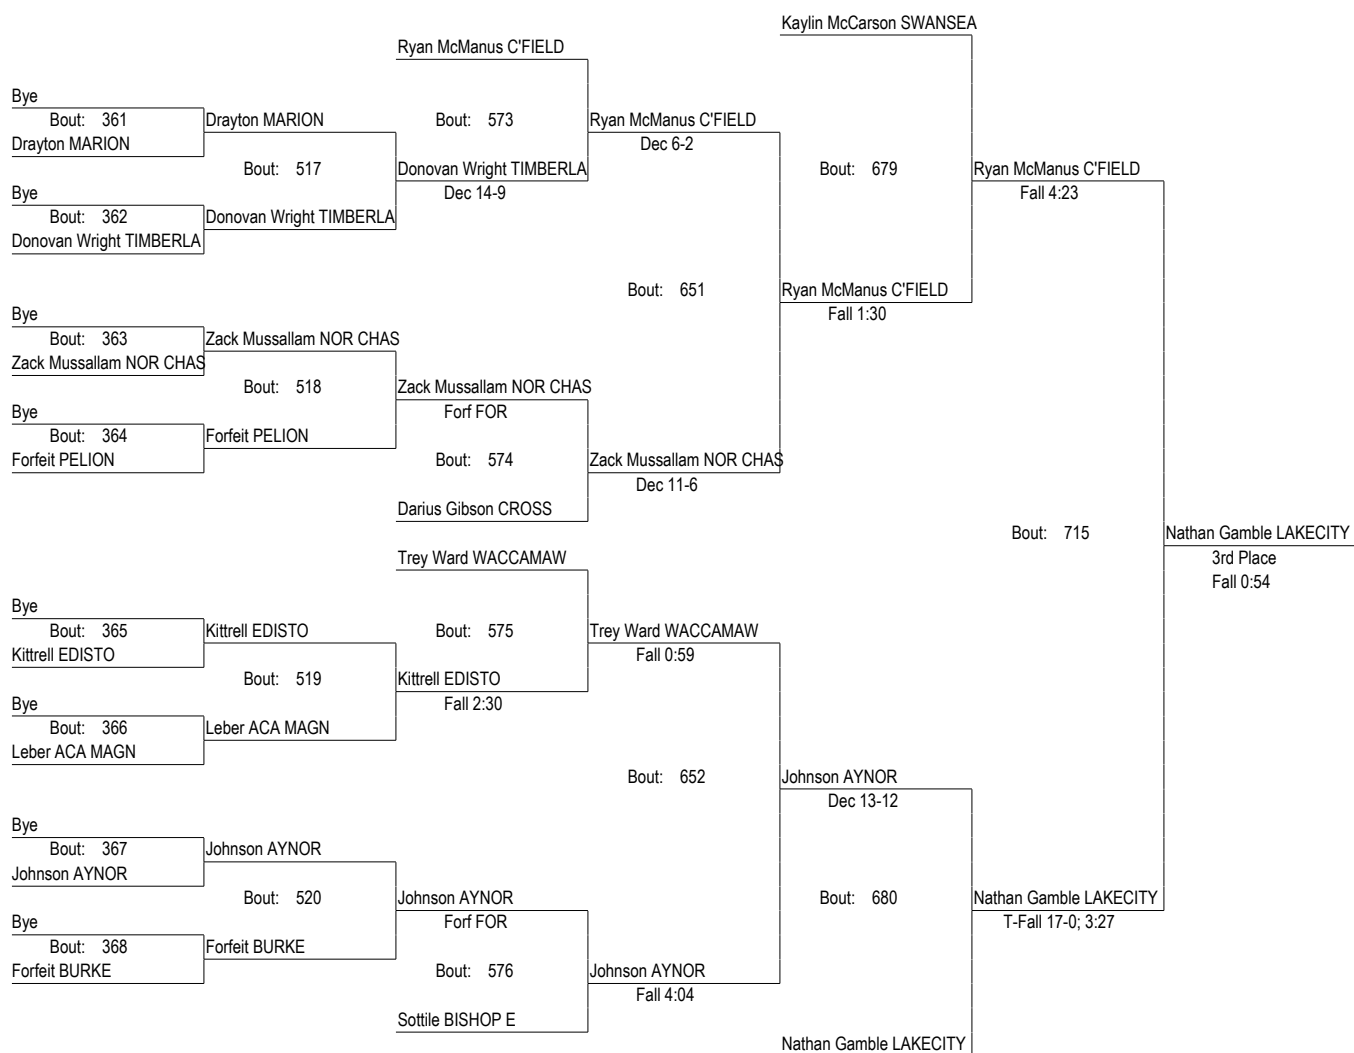 Kaylin McCarson SWANSEA
Ryan McManus C'FIELD
Bye
Bout: 361
Drayton MARION
Bout: 573
Ryan McManus C'FIELD
Dec 6-2
Drayton MARION
Bout: 517
Donovan Wright TIMBERLA
Dec 14-9
Bout: 679
Ryan McManus C'FIELD
Fall 4:23
Bye
Bout: 362
Donovan Wright TIMBERLA
Donovan Wright TIMBERLA
Bout: 651
Ryan McManus C'FIELD
Fall 1:30
Bye
Bout: 363
Zack Mussallam NOR CHAS
Zack Mussallam NOR CHAS
Bout: 518
Zack Mussallam NOR CHAS
Forf FOR
Bye
Bout: 364
Forfeit PELION
Forfeit PELION
Bout: 574
Zack Mussallam NOR CHAS
Dec 11-6
Darius Gibson CROSS
Bout: 715
Nathan Gamble LAKECITY
3rd Place
Fall 0:54
Trey Ward WACCAMAW
Bye
Bout: 365
Kittrell EDISTO
Bout: 575
Trey Ward WACCAMAW
Fall 0:59
Kittrell EDISTO
Bout: 519
Kittrell EDISTO
Fall 2:30
Bye
Bout: 366
Leber ACA MAGN
Leber ACA MAGN
Bout: 652
Johnson AYNOR
Dec 13-12
Bye
Bout: 367
Johnson AYNOR
Johnson AYNOR
Bout: 520
Johnson AYNOR
Forf FOR
Bout: 680
Nathan Gamble LAKECITY
T-Fall 17-0; 3:27
Bye
Bout: 368
Forfeit BURKE
Forfeit BURKE
Bout: 576
Johnson AYNOR
Fall 4:04
Sottile BISHOP E
Nathan Gamble LAKECITY